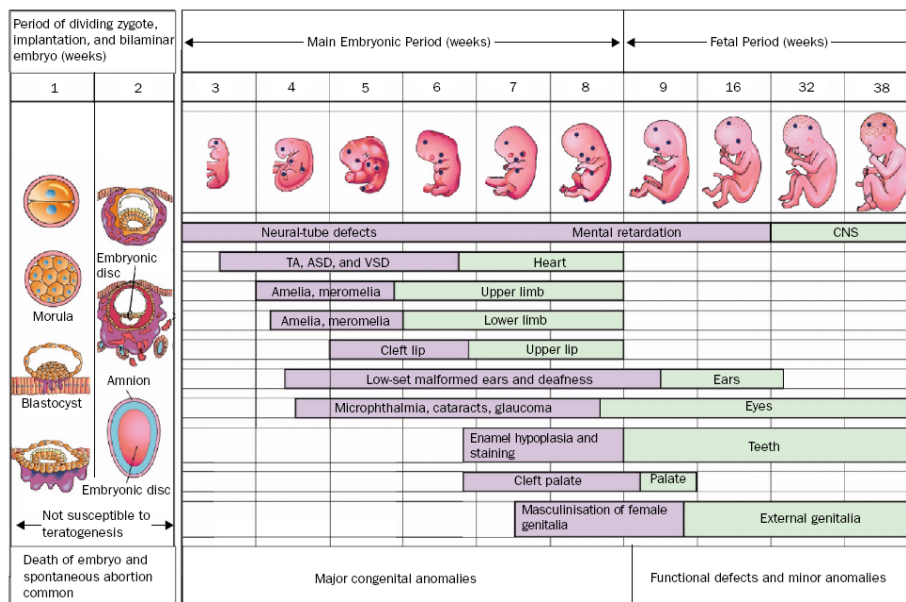 Period of dividing zygote,
implantation, and bilaminar
embryo (weeks)
Main Embryonic Period (weeks)
Fetal Period (weeks)
1 2 3 4 5 6 7 8 9 16 32 38
Neural-tube defects Mental retardation CNS
Embryonic
disc
TA, ASD, and VSD Heart
Amelia, meromelia Upper limb
Morula
Amelia, meromelia Lower limb
Cleft lip Upper lip
Amnion
Low-set malformed ears and deafness Ears
Blastocyst
Microphthalmia, cataracts, glaucoma Eyes
Enamel hypoplasia and
staining
Teeth
Embryonic disc
Cleft palate Palate
Not susceptible to
teratogenesis
Masculinisation of female
genitalia
External genitalia
Death of embryo and
spontaneous abortion
common
Major congenital anomalies
Functional defects and minor anomalies